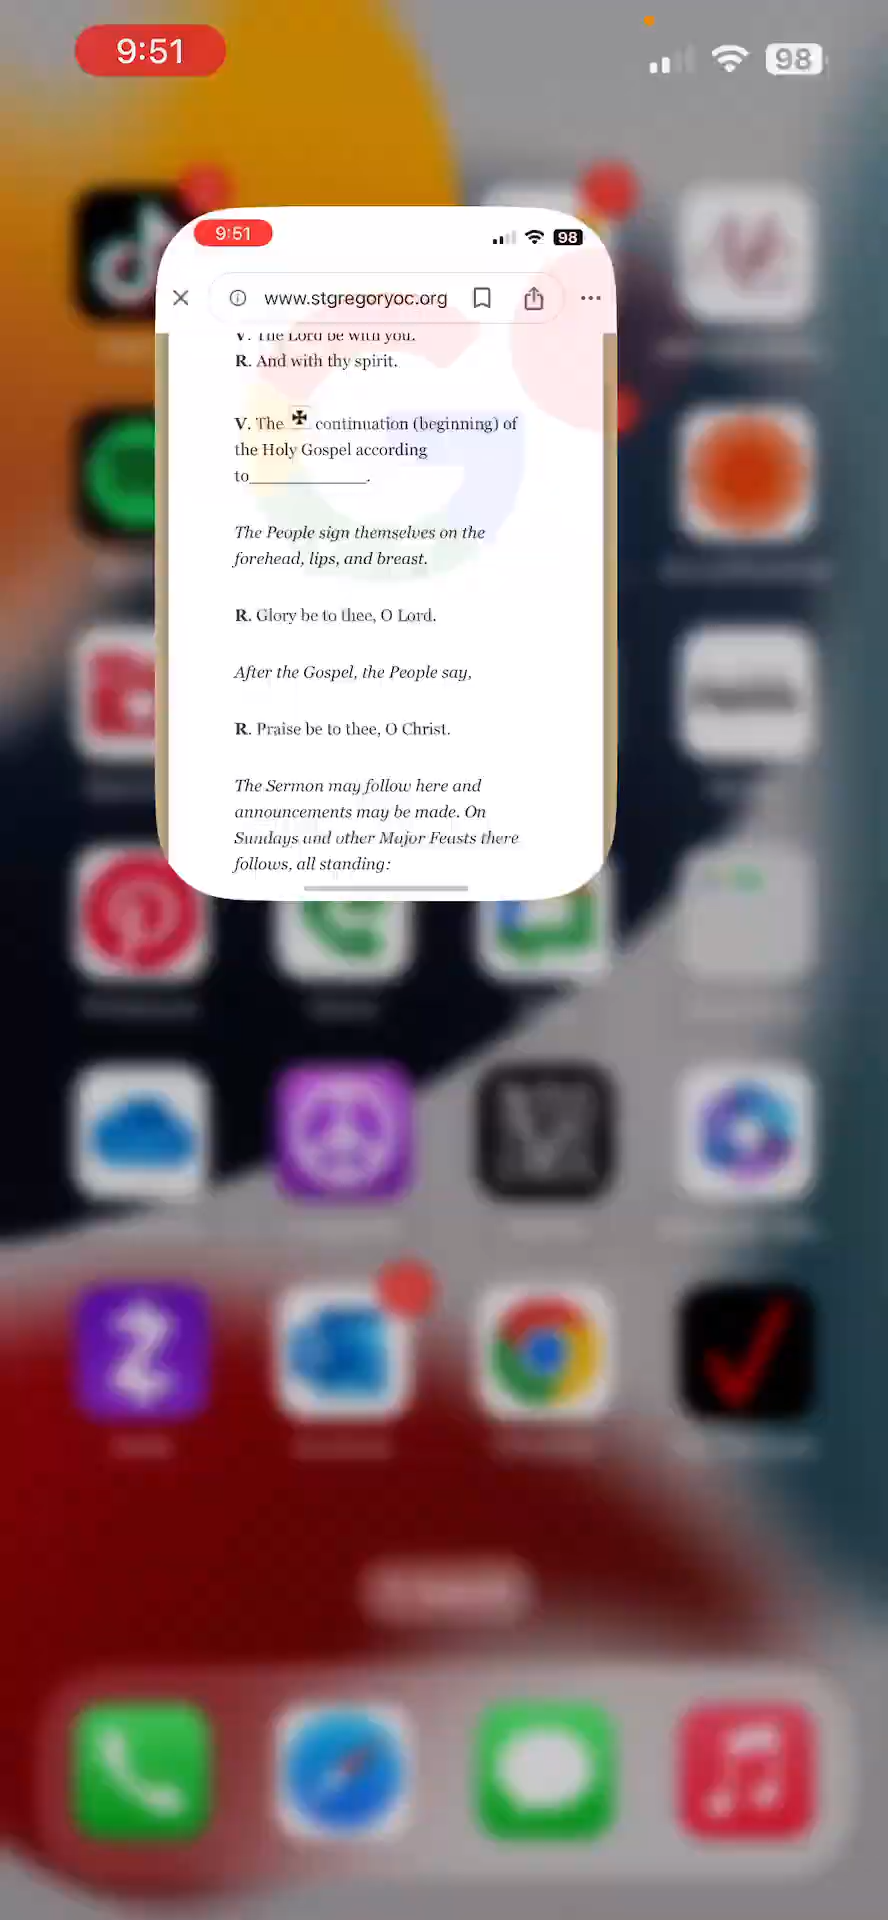 9:51
98
9:51
98
www.stgregoryoc.org
V. The Lord be with you.
R. And with thy spirit.
V. The ✠ continuation (beginning) of
the Holy Gospel according
to______________.
The People sign themselves on the
forehead, lips, and breast.
R. Glory be to thee, O Lord.
After the Gospel, the People say,
R. Praise be to thee, O Christ.
The Sermon may follow here and
announcements may be made. On
Sundays and other Major Feasts there
follows, all standing: